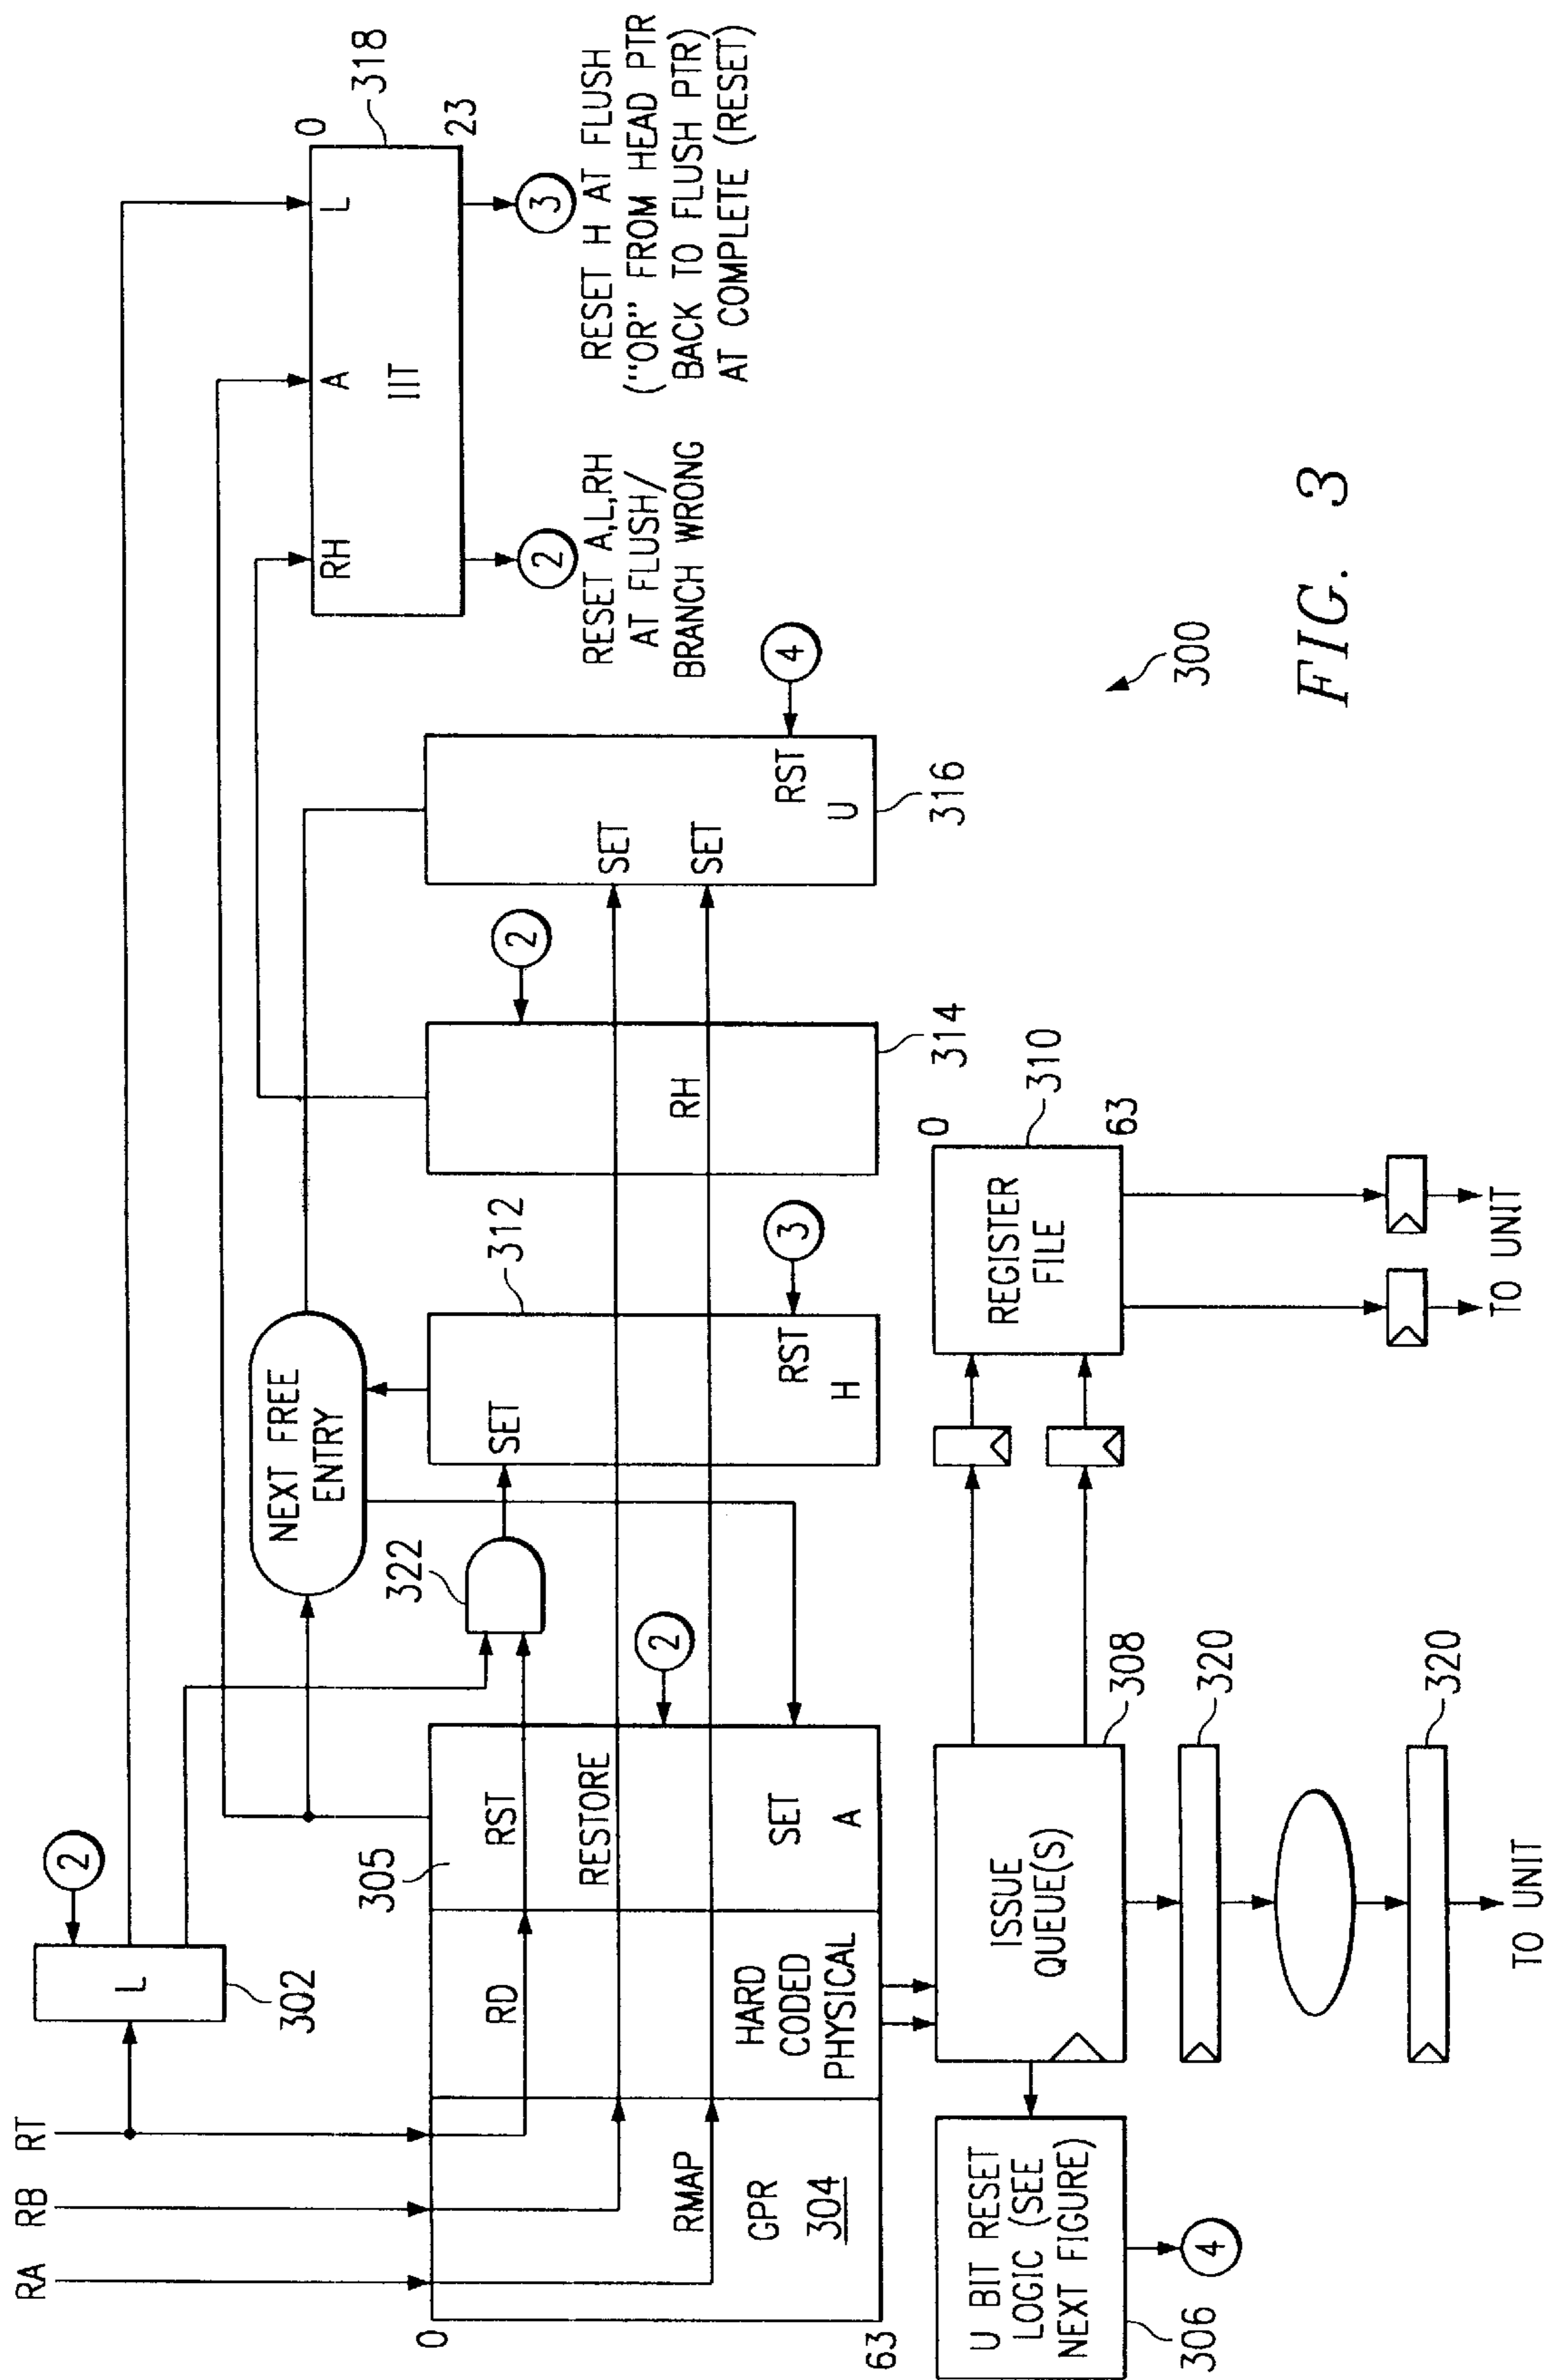 RA
RB
RT
L
2
302
0
63
RMAP
GPR
304
RD
HARD
CODED
PHYSICAL
305
RST
RESTORE
SET
A
2
322
NEXT FREE
ENTRY
SET
RST
H
312
3
RH
314
2
SET
SET
RST
U
316
4
RH
A
L
IIT
0
23
318
2
RESET A,L,RH
AT FLUSH/
BRANCH WRONG
3
RESET H AT FLUSH
("OR" FROM HEAD PTR
BACK TO FLUSH PTR)
AT COMPLETE (RESET)
U BIT RESET
LOGIC (SEE
NEXT FIGURE)
306
4
ISSUE
QUEUE(S)
308
320
320
TO UNIT
REGISTER
FILE
0
63
310
TO UNIT
TO UNIT
300
FIG. 3